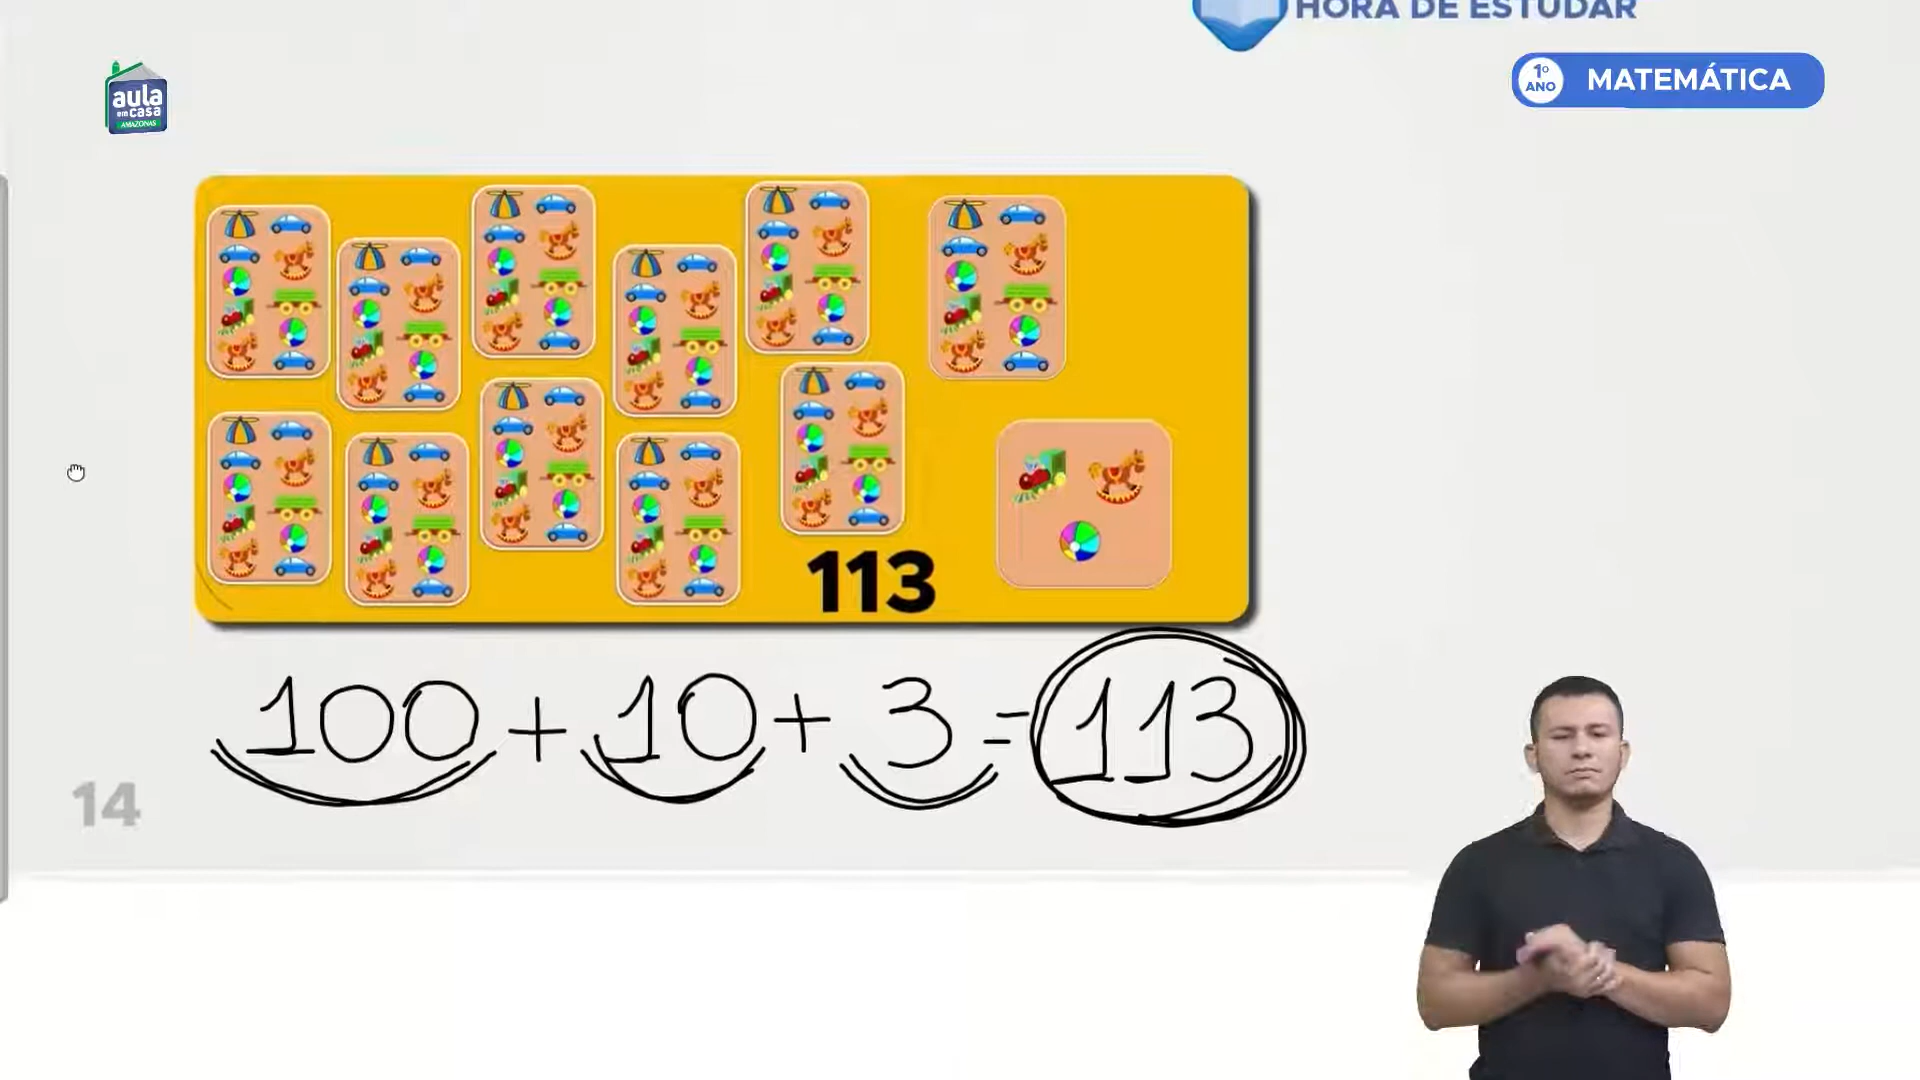 HORA DE ESTUDAR
aula
em casa
AMAZONAS
1º
ANO
MATEMÁTICA
113
100 + 10 + 3 = 113
14